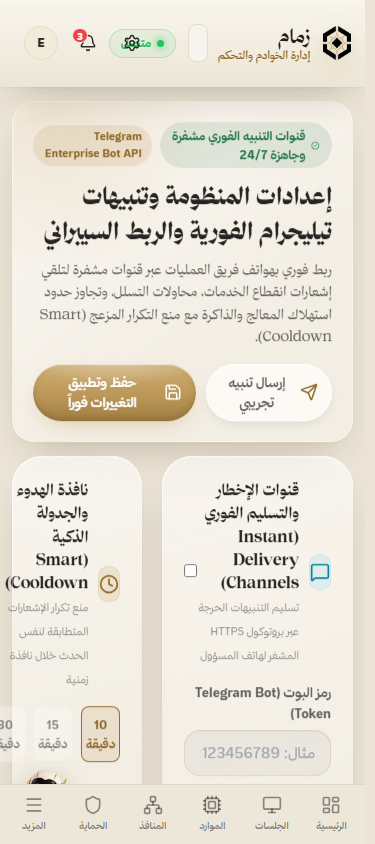 زمام
إدارة الخوادم والتحكم
3
E
قنوات التنبيه الفوري مشفرة
وجاهزة 24/7
Telegram
Enterprise Bot API
إعدادات المنظومة وتنبيهات
تيليجرام الفورية والربط السيبراني
ربط فوري بهواتف فريق العمليات عبر قنوات مشفرة لتلقي
إشعارات انقطاع الخدمات، محاولات التسلل، وتجاوز حدود
استهلاك المعالج والذاكرة مع منع التكرار المزعج (Smart
Cooldown).
إرسال تنبيه
تجريبي
حفظ وتطبيق
التغييرات فوراً
قنوات الإخطار
والتسليم الفوري
(Instant
Delivery
Channels)
تسليم التنبيهات الحرجة
عبر بروتوكول HTTPS
المشفر لهاتف المسؤول
رمز البوت (Telegram Bot
Token)
مثال: 123456789
نافذة الهدوء
والجدولة
الذكية
(Smart
Cooldown)
منع تكرار الإشعارات
المتطابقة لنفس
الحدث خلال نافذة
زمنية
10
دقيقة
15
دقيقة
30
الرئيسية
الجلسات
الموارد
المنافذ
الحماية
المزيد